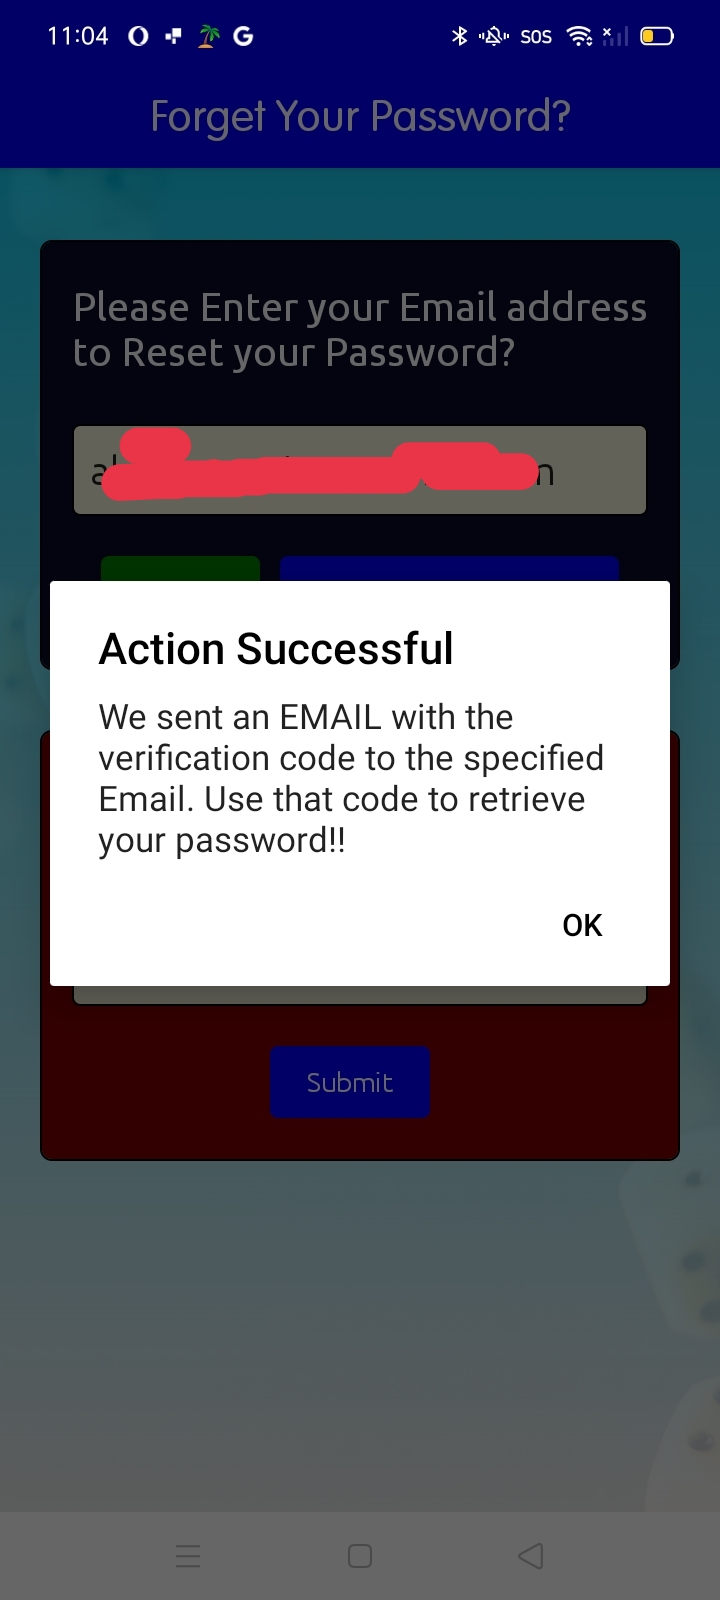 11:04 SOS
Forget Your Password?
Please Enter your Email address
to Reset your Password?
Action Successful
We sent an EMAIL with the
verification code to the specified
Email. Use that code to retrieve
your password!!
OK
Submit